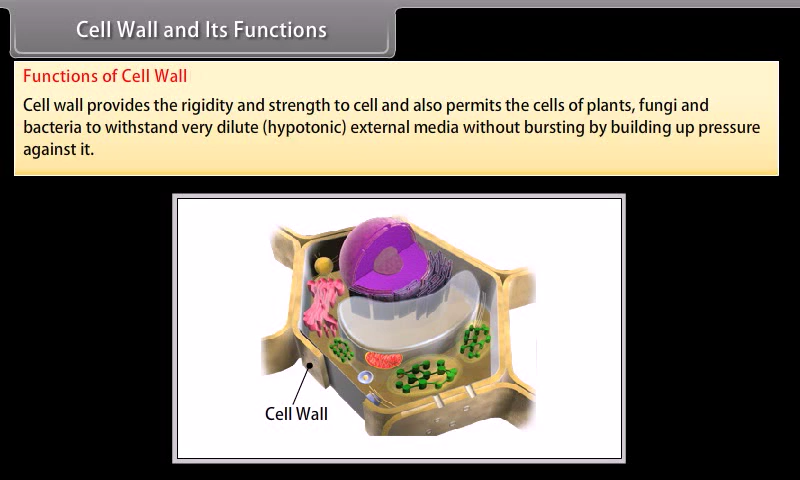 Cell Wall and Its Functions
Functions of Cell Wall
Cell wall provides the rigidity and strength to cell and also permits the cells of plants, fungi and
bacteria to withstand very dilute (hypotonic) external media without bursting by building up pressure
against it.
Cell Wall